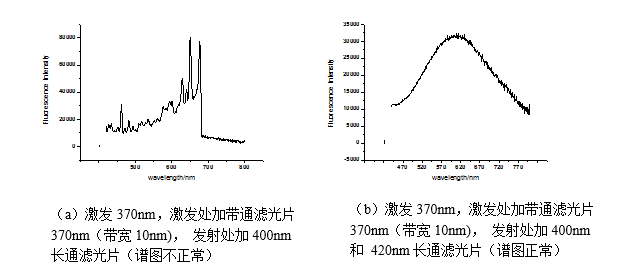 80000
60000
40000
20000
0
Fluorescence Intensity
500
600
700
800
wavelength/nm
35000
30000
25000
20000
15000
10000
5000
0
-5000
Fluorescence Intensity
470
520
570
620
670
720
770
wavelength/nm
（a）激发 370nm，激发处加带通滤光片
370nm（带宽 10nm)， 发射处加 400nm
长通滤光片（谱图不正常）
（b）激发 370nm，激发处加带通滤光片
370nm（带宽 10nm)， 发射处加 400nm
和 420nm 长通滤光片（谱图正常）